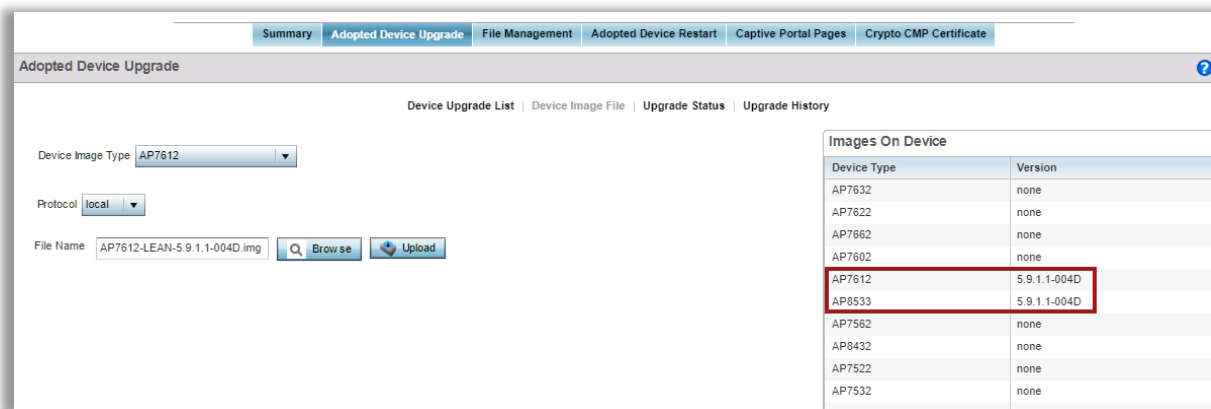 Summary Adopted Device Upgrade File Management Adopted Device Restart Captive Portal Pages Crypto CMP Certificate
Adopted Device Upgrade ?
Device Upgrade List | Device Image File | Upgrade Status | Upgrade History
Device Image Type AP7612
Protocol local
File Name AP7612-LEAN-5.9.1.1-004D.img Browse Upload
Images On Device
Device Type Version
AP7632 none
AP7622 none
AP7662 none
AP7602 none
AP7612 5.9.1.1-004D
AP8533 5.9.1.1-004D
AP7562 none
AP8432 none
AP7522 none
AP7532 none